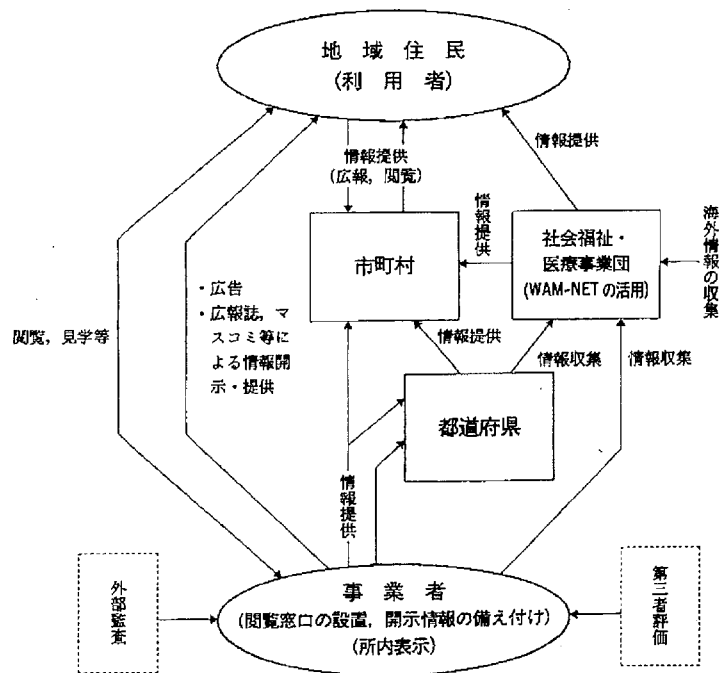 地域住民
(利用者)
情報提供
(広報，閲覧)
情報提供
情報提供
市町村
社会福祉・
医療事業団
(WAM-NETの活用)
海外情報の収集
閲覧，見学等
・広告
・広報誌，マ
スコミ等によ
る情報開
示・提供
情報提供
情報収集
情報収集
都道府県
情報提供
外部監査
事業者
(閲覧窓口の設置，開示情報の備え付け)
(所内表示)
第三者評価